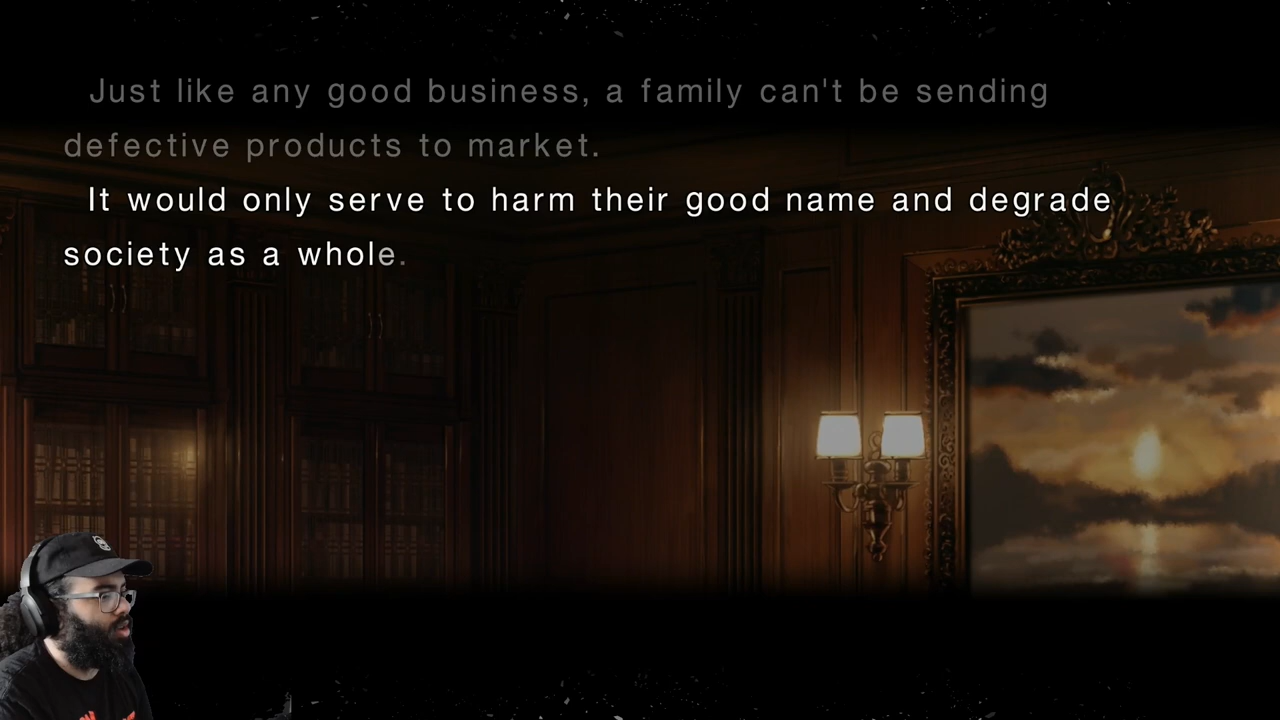 Just like any good business, a family can't be sending
defective products to market.
It would only serve to harm their good name and degrade
society as a whole.